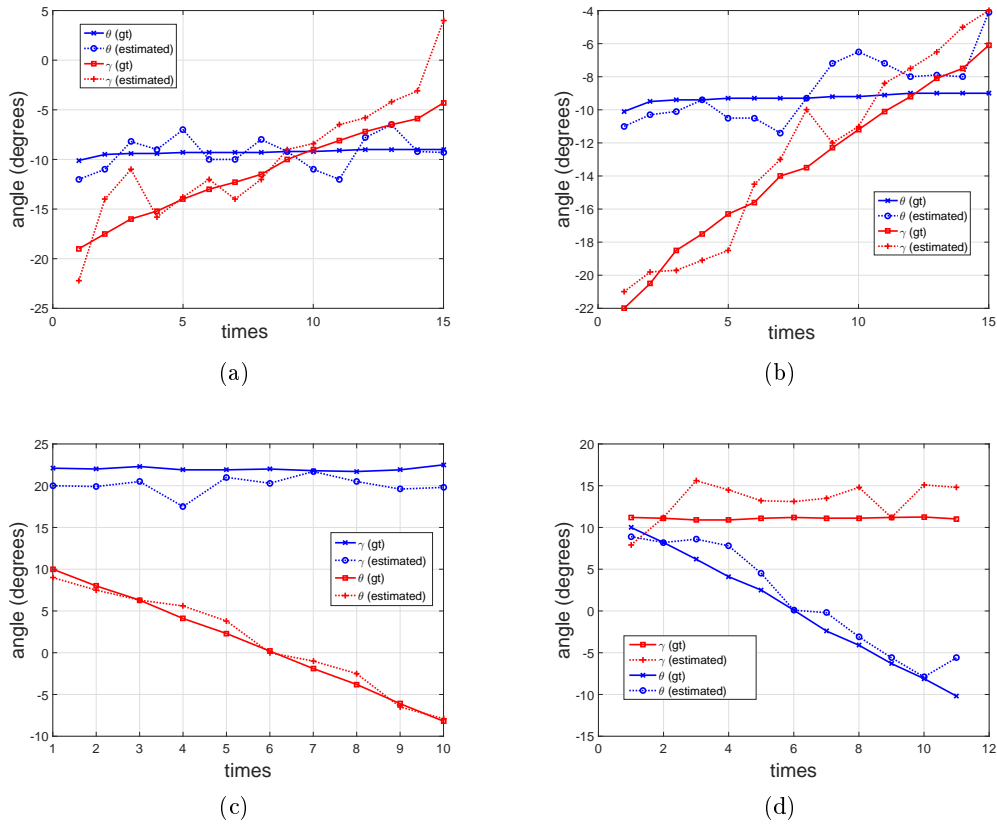 5
0
-5
-10
-15
-20
-25
0
5
10
15
angle (degrees)
times
θ (gt)
θ (estimated)
γ (gt)
γ (estimated)
(a)
-4
-6
-8
-10
-12
-14
-16
-18
-20
-22
0
5
10
15
angle (degrees)
times
θ (gt)
θ (estimated)
γ (gt)
γ (estimated)
(b)
25
20
15
10
5
0
-5
-10
1
2
3
4
5
6
7
8
9
10
angle (degrees)
times
γ (gt)
γ (estimated)
θ (gt)
θ (estimated)
(c)
20
15
10
5
0
-5
-10
-15
0
2
4
6
8
10
12
angle (degrees)
times
γ (gt)
γ (estimated)
θ (gt)
θ (estimated)
(d)